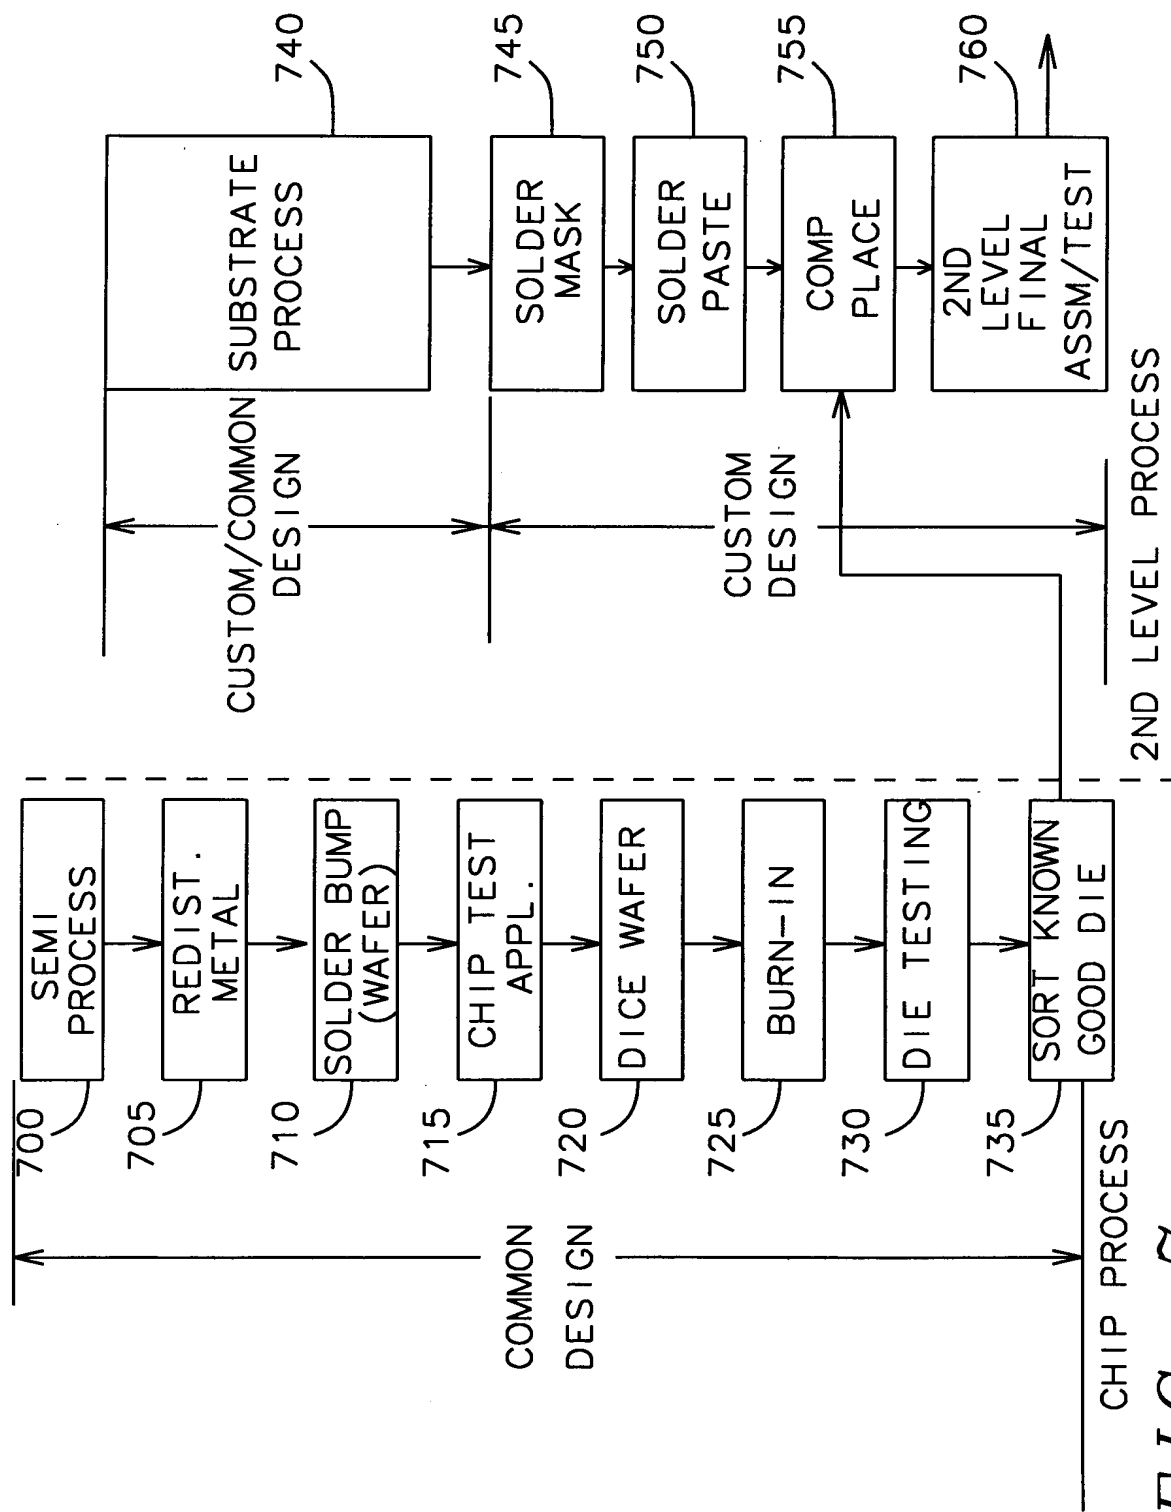 COMMON
DESIGN
700
SEMI
PROCESS
705
REDIST.
METAL
710
SOLDER BUMP
(WAFER)
715
CHIP TEST
APPL.
720
DICE WAFER
725
BURN-IN
730
DIE TESTING
735
SORT KNOWN
GOOD DIE
CHIP PROCESS
CUSTOM/COMMON
DESIGN
SUBSTRATE
PROCESS
740
CUSTOM
DESIGN
SOLDER
MASK
745
SOLDER
PASTE
750
COMP
PLACE
755
2ND
LEVEL
FINAL
ASSM/TEST
760
2ND LEVEL PROCESS
FIG. 7